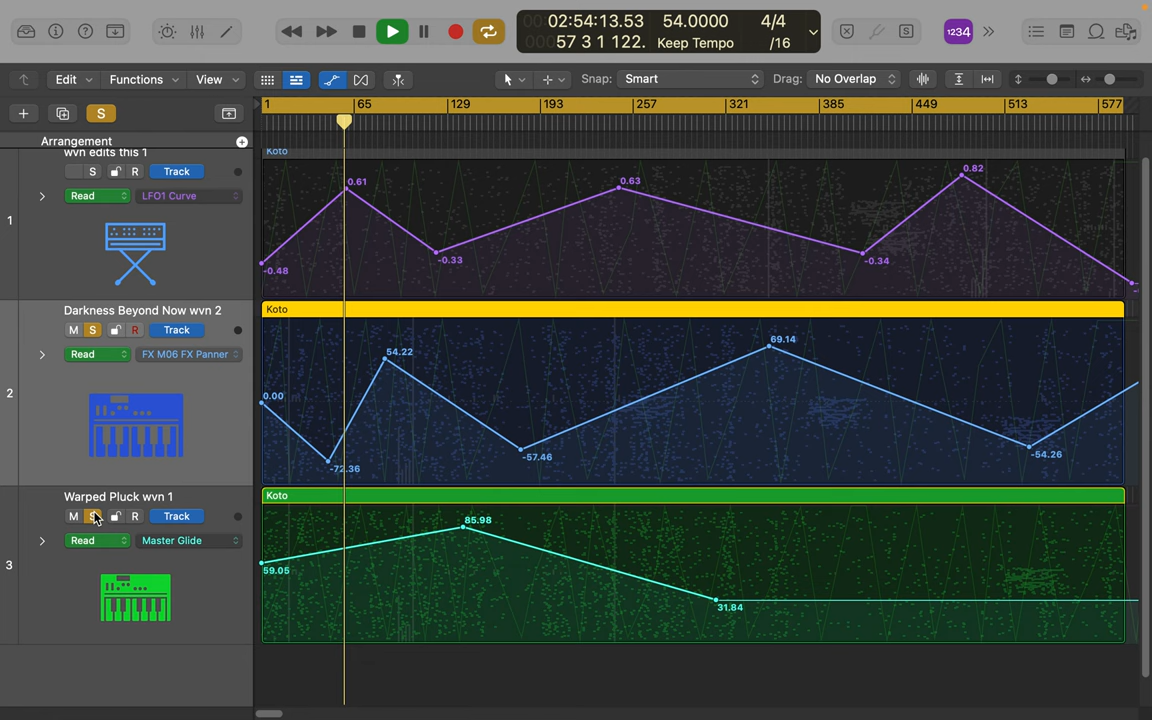 02:54:13.53 54.0000 4/4
57 3 1 122. Keep Tempo /16
1234
Edit Functions View Snap: Smart Drag: No Overlap
S
1 65 129 193 257 321 385 449 513 577
Arrangement
wvn edits this 1
S R Track
Read LFO1 Curve
1
Koto
-0.48 0.61 -0.33 0.63 -0.34 0.82
Darkness Beyond Now wvn 2
M S R Track
Read FX M06 FX Panner
2
Koto
0.00 -72.36 54.22 -57.46 69.14 -54.26
Warped Pluck wvn 1
M S R Track
Read Master Glide
3
Koto
59.05 85.98 31.84